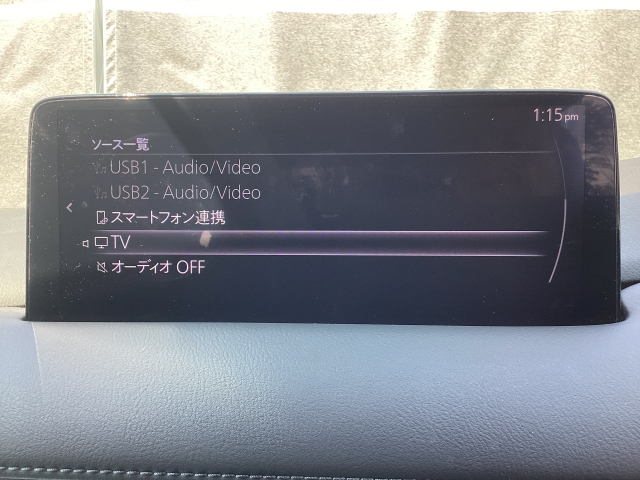 1:15pm
ソース一覧
USB1 - Audio/Video
USB2 - Audio/Video
スマートフォン連携
TV
オーディオ OFF